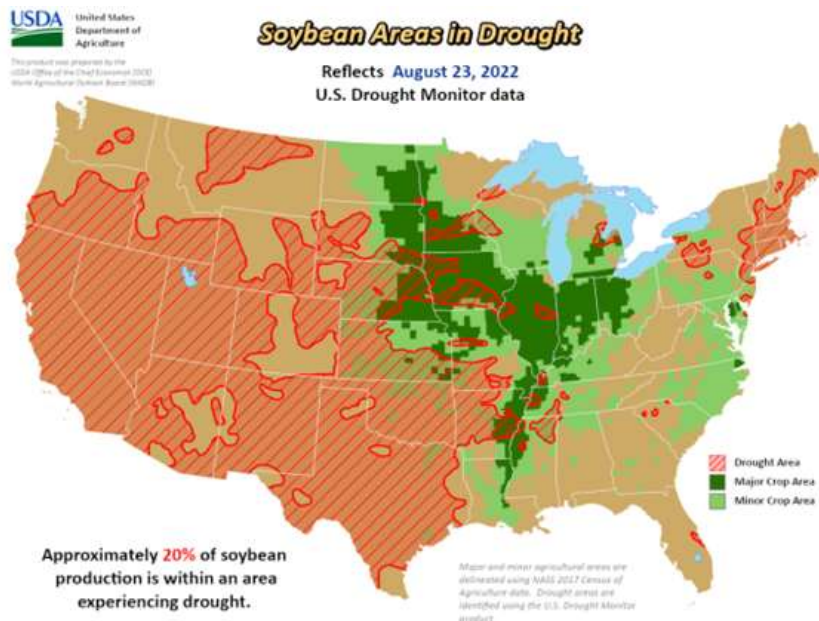 USDA
United States
Department of
Agriculture
This product was prepared by the
USDA Office of the Chief Economist (OCE)
World Agricultural Outlook Board (WAOB)
Soybean Areas in Drought
Reflects August 23, 2022
U.S. Drought Monitor data
Drought Area
Major Crop Area
Minor Crop Area
Approximately 20% of soybean
production is within an area
experiencing drought.
Major and minor agricultural areas are
delineated using NASS 2017 Census of
Agriculture data. Drought areas are
identified using the U.S. Drought Monitor
product.